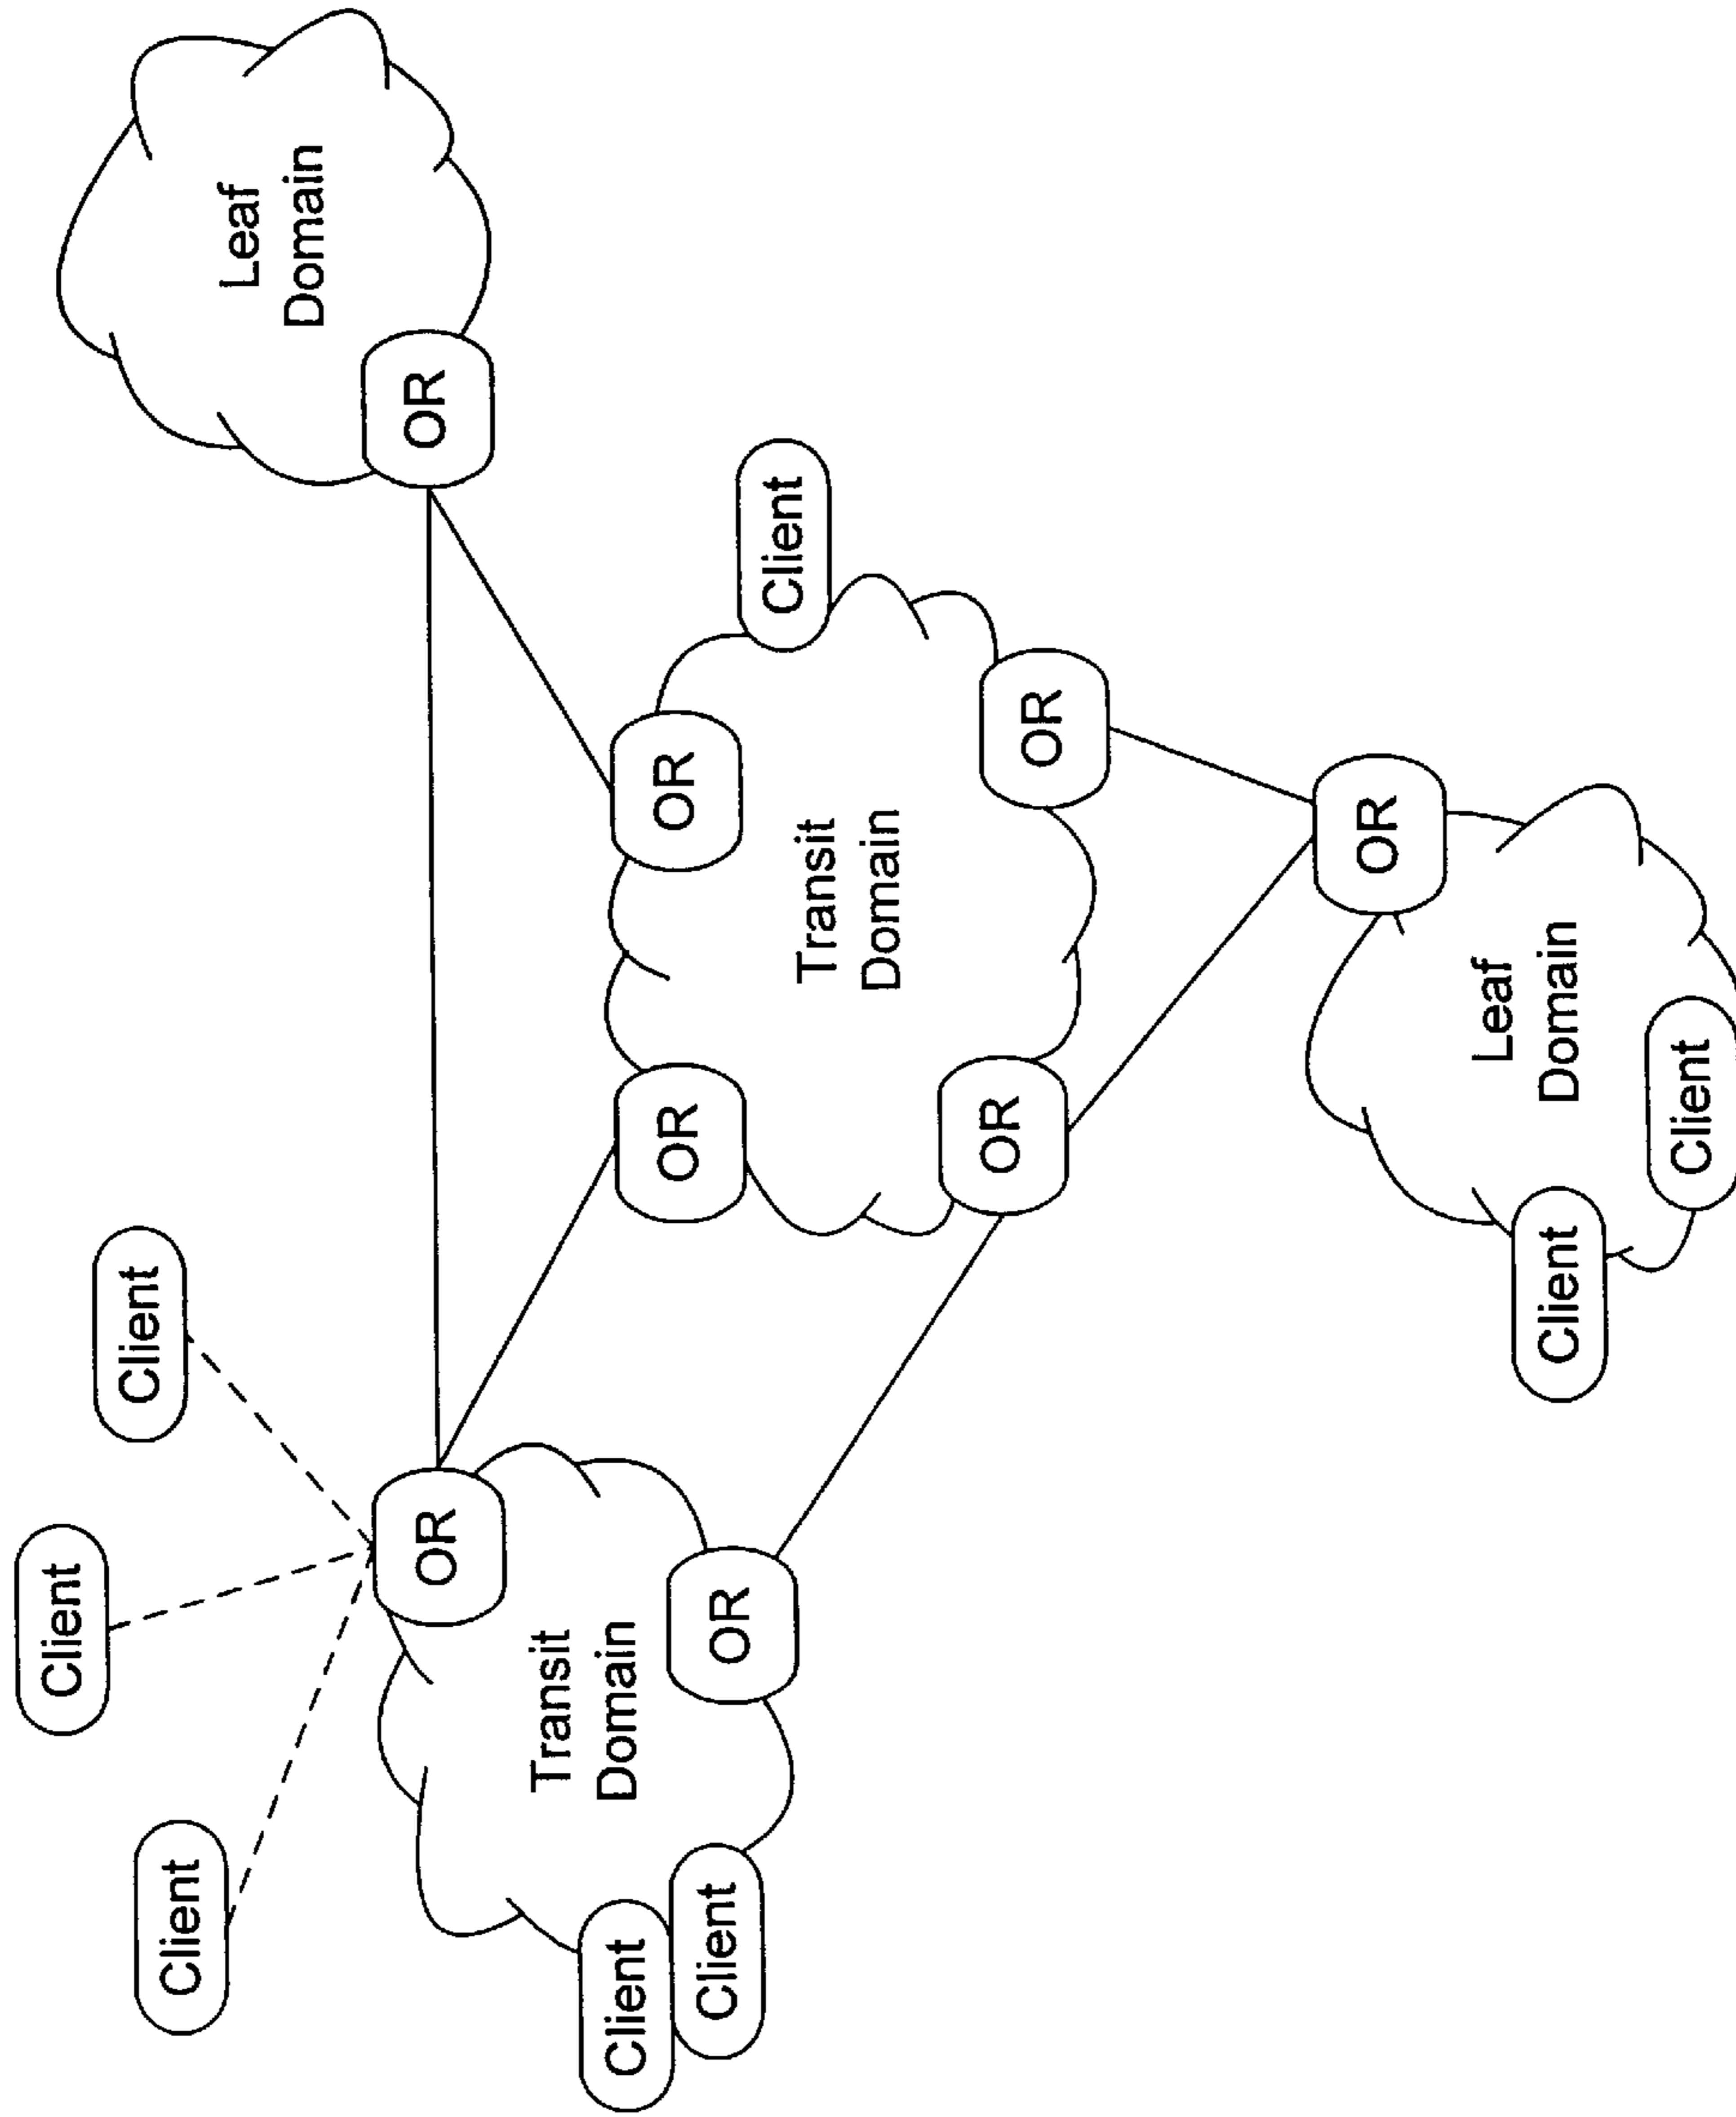 Client
Client
Client
OR
Transit
Domain
OR
Client
Client
Leaf
Domain
OR
OR
OR
Transit
Domain
OR
OR
Client
OR
Leaf
Domain
Client
Client